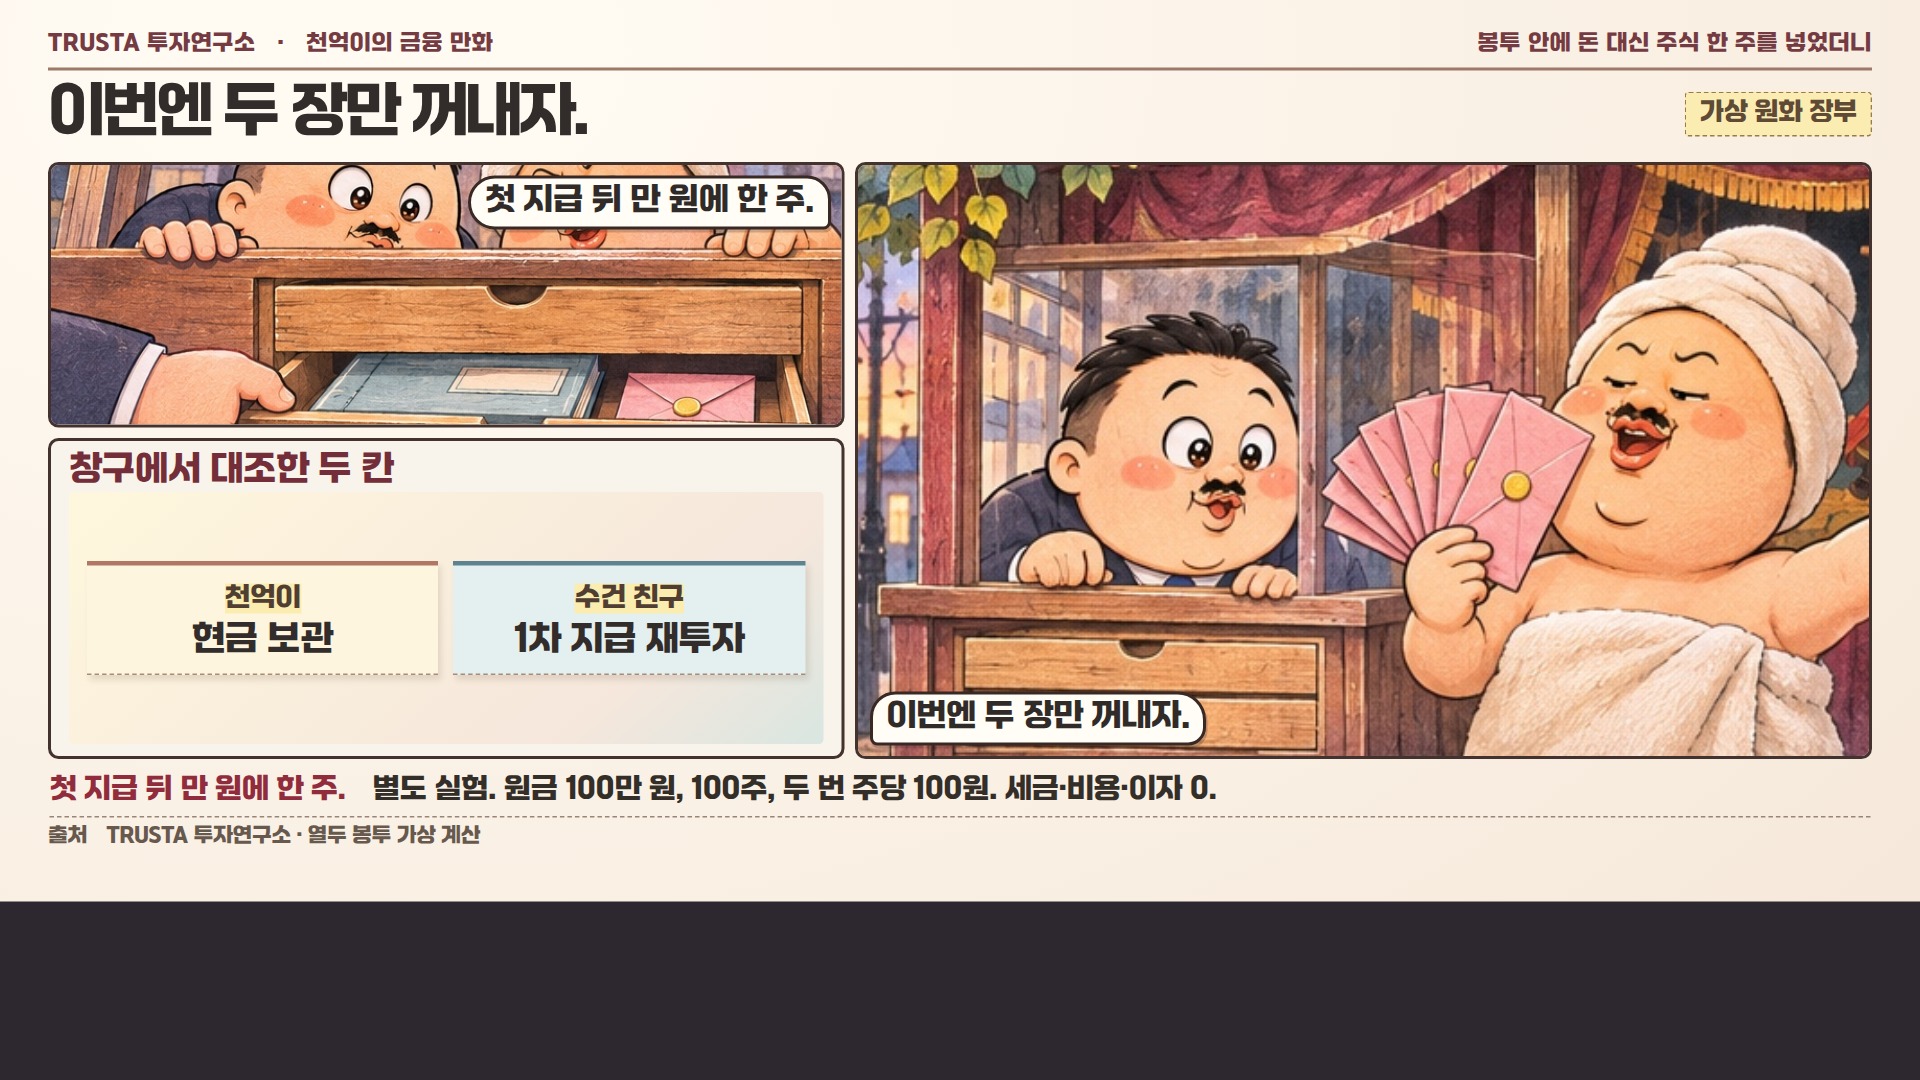 TRUSTA 투자연구소 · 천억이의 금융 만화
봉투 안에 돈 대신 주식 한 주를 넣었더니
이번엔 두 장만 꺼내자.
가상 원화 장부
첫 지급 뒤 만 원에 한 주.
창구에서 대조한 두 칸
천억이
현금 보관
수건 친구
1차 지급 재투자
이번엔 두 장만 꺼내자.
첫 지급 뒤 만 원에 한 주. 별도 실험. 원금 100만 원, 100주, 두 번 주당 100원. 세금·비용·이자 0.
출처 TRUSTA 투자연구소 · 열두 봉투 가상 계산